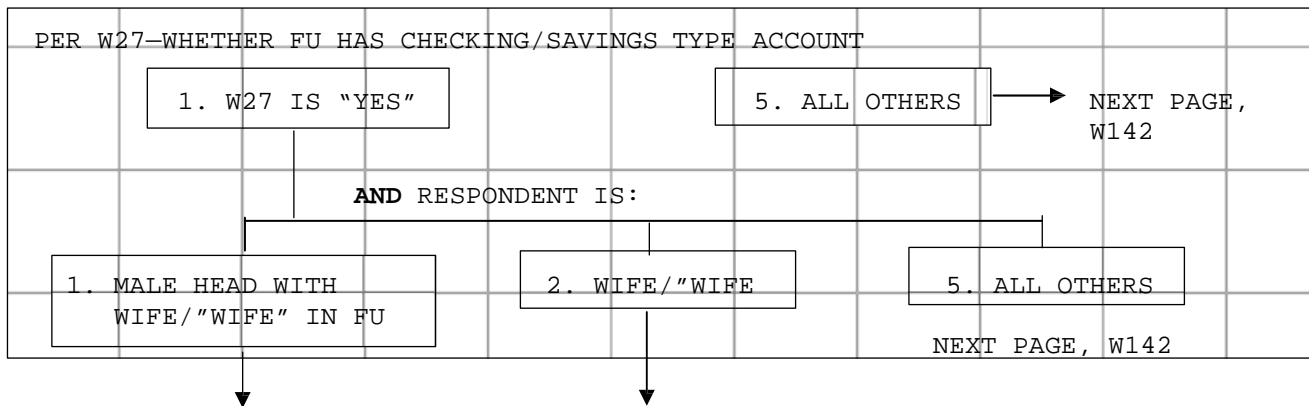 PER W27—WHETHER FU HAS CHECKING/SAVINGS TYPE ACCOUNT
1. W27 IS “YES”
5. ALL OTHERS
NEXT PAGE,
W142
AND RESPONDENT IS:
1. MALE HEAD WITH
WIFE/”WIFE” IN FU
2. WIFE/”WIFE
5. ALL OTHERS
NEXT PAGE, W142